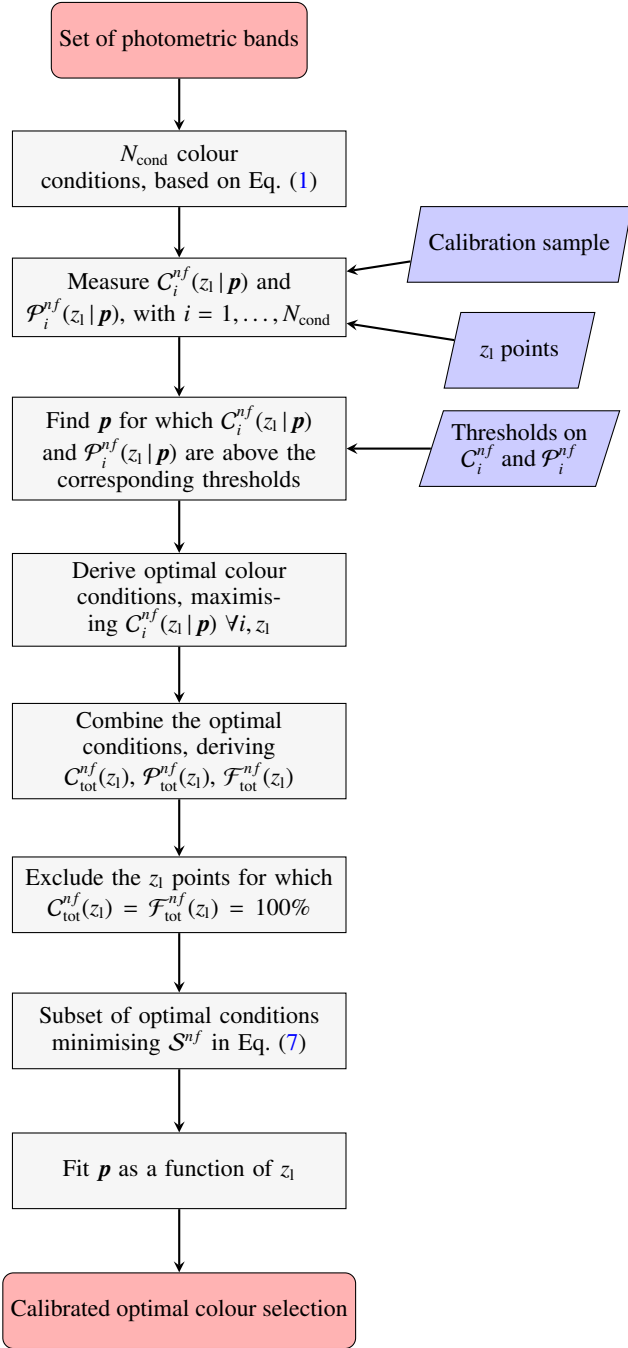 Set of photometric bands
N_cond colour
conditions, based on Eq. (1)
Calibration sample
Measure 𝒞_i^{nf}(z_l | 𝒑) and
𝒫_i^{nf}(z_l | 𝒑), with i = 1, . . . , N_cond
z_l points
Find 𝒑 for which 𝒞_i^{nf}(z_l | 𝒑)
and 𝒫_i^{nf}(z_l | 𝒑) are above the
corresponding thresholds
Thresholds on
𝒞_i^{nf} and 𝒫_i^{nf}
Derive optimal colour
conditions, maximis-
ing 𝒞_i^{nf}(z_l | 𝒑) ∀i, z_l
Combine the optimal
conditions, deriving
𝒞_tot^{nf}(z_l), 𝒫_tot^{nf}(z_l), ℱ_tot^{nf}(z_l)
Exclude the z_l points for which
𝒞_tot^{nf}(z_l) = ℱ_tot^{nf}(z_l) = 100%
Subset of optimal conditions
minimising 𝒮^{nf} in Eq. (7)
Fit 𝒑 as a function of z_l
Calibrated optimal colour selection